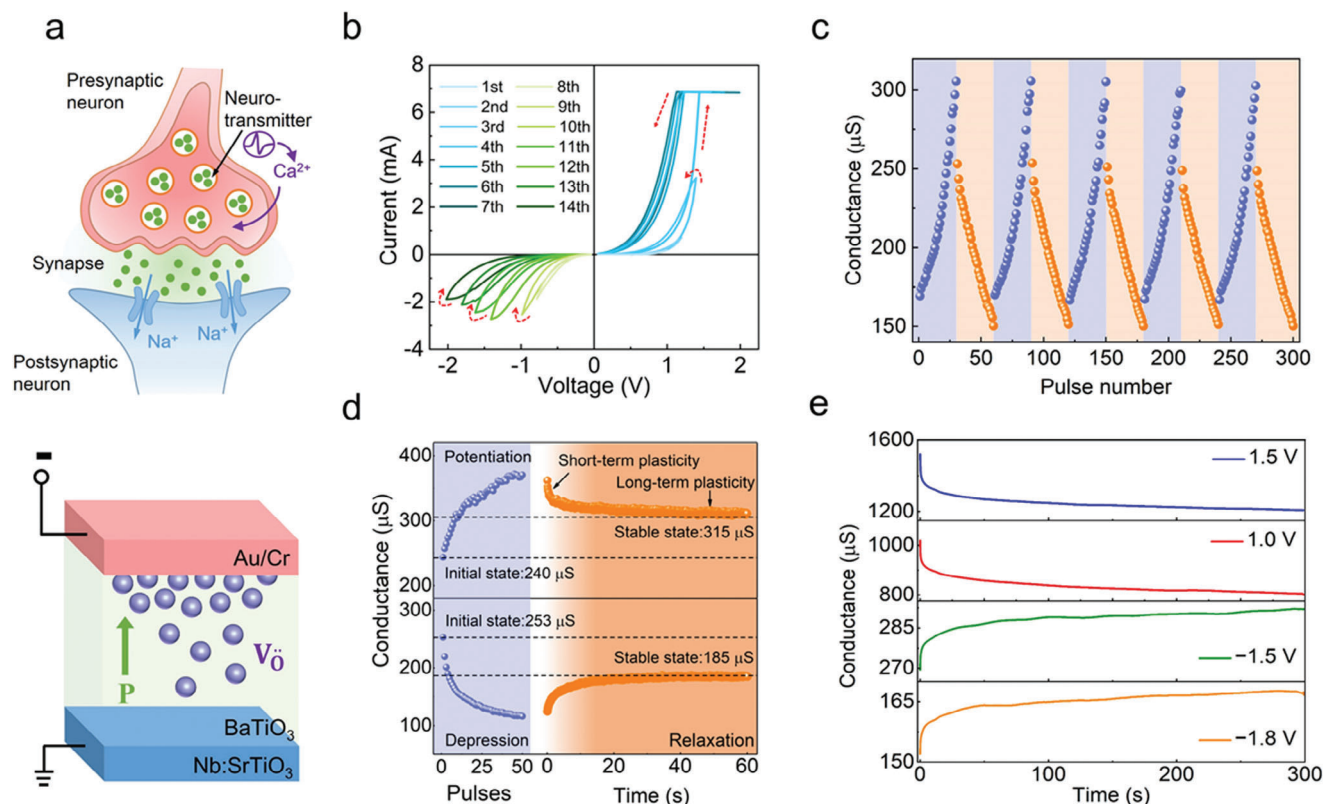 a
Presynaptic
neuron
Neuro-
transmitter
Ca²⁺
Synapse
Na⁺
Na⁺
Postsynaptic
neuron
Au/Cr
P
VÖ
BaTiO₃
Nb:SrTiO₃
b
Current (mA)
8
6
4
2
0
-2
-4
1st 8th
2nd 9th
3rd 10th
4th 11th
5th 12th
6th 13th
7th 14th
-2 -1 0 1 2
Voltage (V)
c
Conductance (µS)
300
250
200
150
0 50 100 150 200 250 300
Pulse number
d
Conductance (µS)
400
300
200
Potentiation
Short-term plasticity
Long-term plasticity
Stable state:315 µS
Initial state:240 µS
300
200
100
Initial state:253 µS
Stable state:185 µS
Depression
Relaxation
0 25 50 0 20 40 60
Pulses Time (s)
e
Conductance (µS)
1600
1200
1.5 V
1000
800
1.0 V
285
270
−1.5 V
165
150
−1.8 V
0 100 200 300
Time (s)